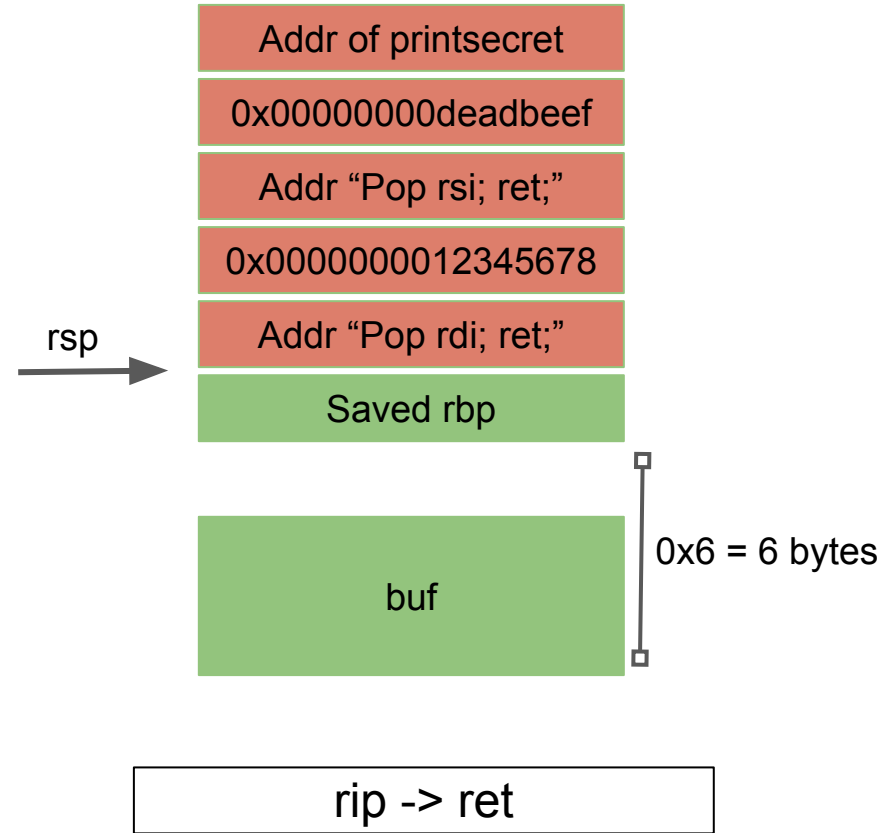 Addr of printsecret
0x00000000deadbeef
Addr “Pop rsi; ret;”
0x0000000012345678
rsp
Addr “Pop rdi; ret;”
Saved rbp
0x6 = 6 bytes
buf
rip -> ret